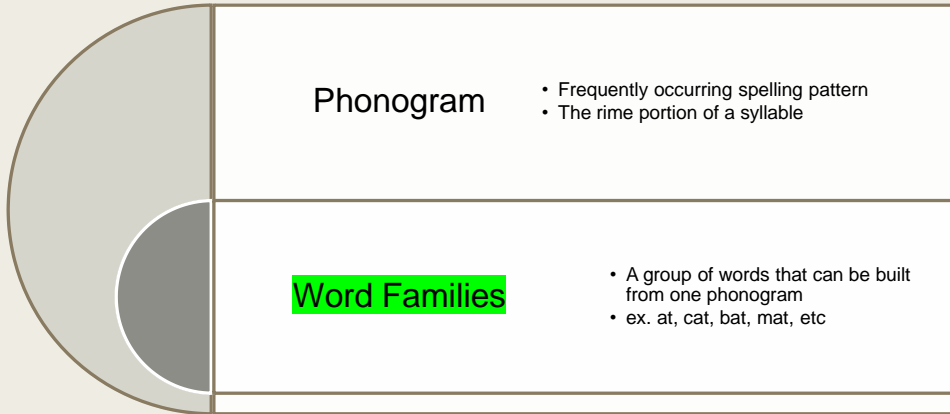 Phonogram
• Frequently occurring spelling pattern
• The rime portion of a syllable
Word Families
• A group of words that can be built
from one phonogram
• ex. at, cat, bat, mat, etc